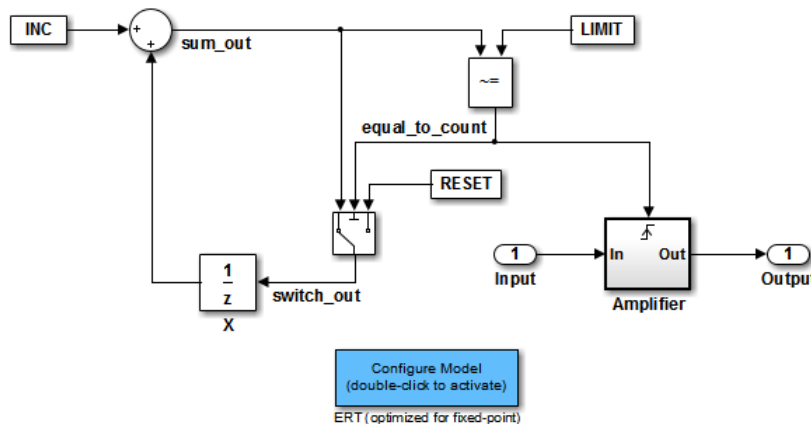 INC
+
+
sum_out
LIMIT
~=
equal_to_count
RESET
1
z
X
switch_out
1
Input
In
Out
Amplifier
1
Output
Configure Model
(double-click to activate)
ERT (optimized for fixed-point)